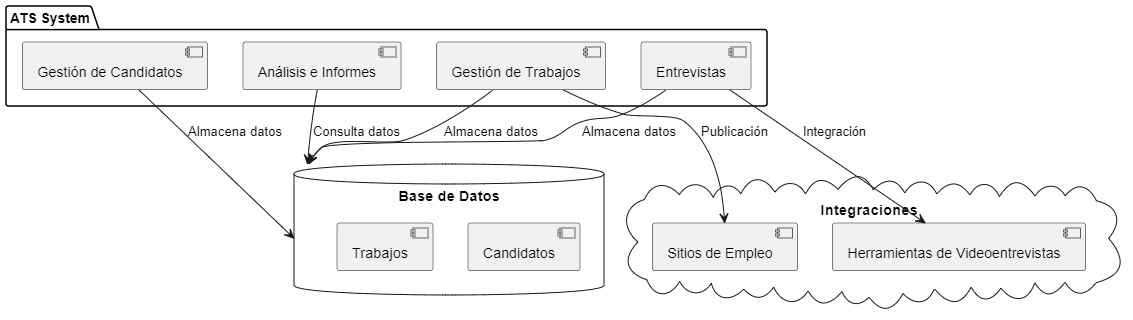 ATS System
Gestión de Candidatos
Análisis e Informes
Gestión de Trabajos
Entrevistas
Almacena datos
Consulta datos
Almacena datos
Almacena datos
Publicación
Integración
Base de Datos
Integraciones
Trabajos
Candidatos
Sitios de Empleo
Herramientas de Videoentrevistas